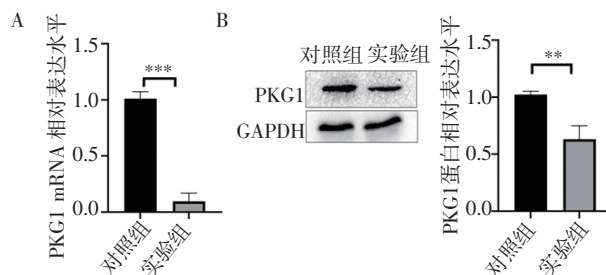 A
PKG1 mRNA 相对表达水平
1.5
1.0
0.5
0.0
***
对照组
实验组
B
对照组 实验组
PKG1
GAPDH
PKG1蛋白相对表达水平
1.5
1.0
0.5
0.0
**
对照组
实验组